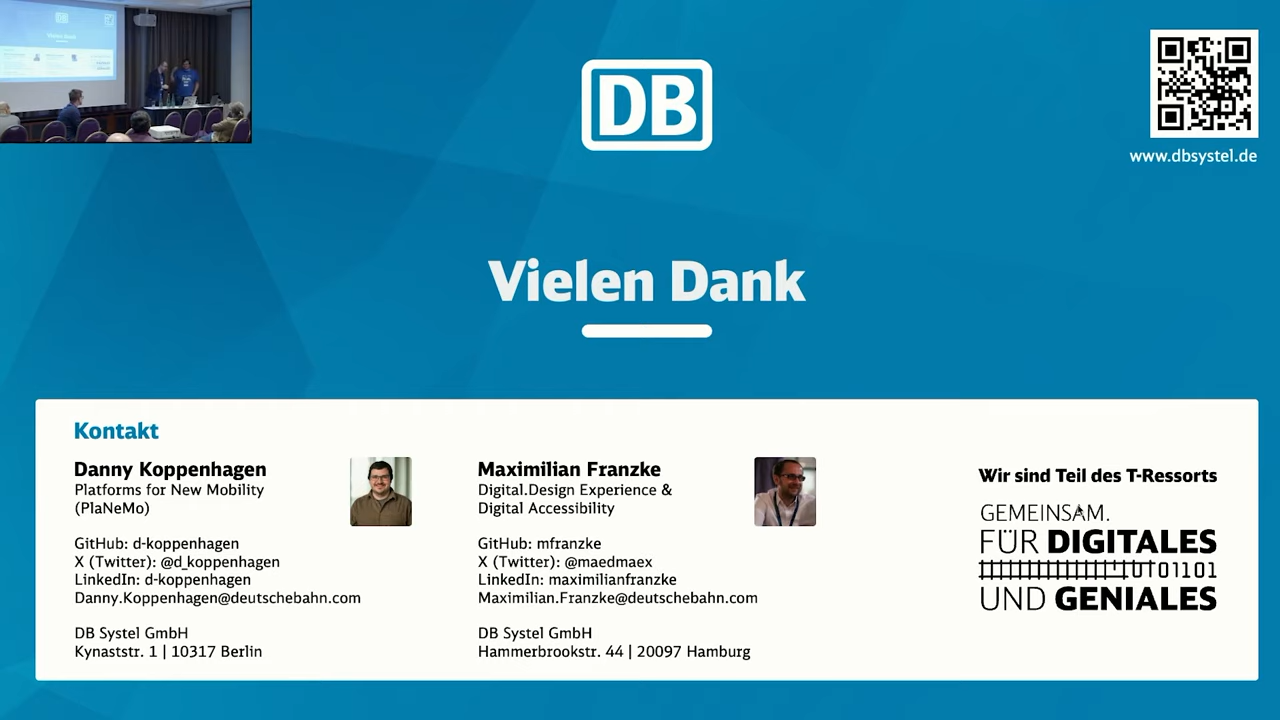 DB
www.dbsystel.de
Vielen Dank
Kontakt
Danny Koppenhagen
Platforms for New Mobility
(PlaNeMo)
GitHub: d-koppenhagen
X (Twitter): @d_koppenhagen
LinkedIn: d-koppenhagen
Danny.Koppenhagen@deutschebahn.com
DB Systel GmbH
Kynaststr. 1 | 10317 Berlin
Maximilian Franzke
Digital.Design Experience &
Digital Accessibility
GitHub: mfranzke
X (Twitter): @maedmaex
LinkedIn: maximilianfranzke
Maximilian.Franzke@deutschebahn.com
DB Systel GmbH
Hammerbrookstr. 44 | 20097 Hamburg
Wir sind Teil des T-Ressorts
GEMEINSAM.
FÜR DIGITALES
10101101
UND GENIALES